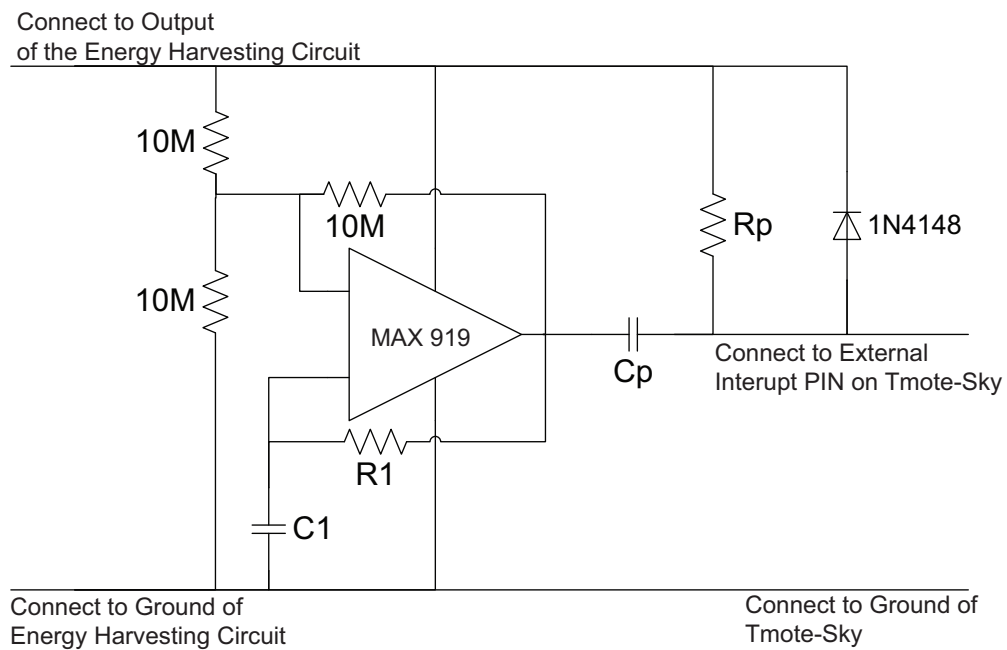 Connect to Output
of the Energy Harvesting Circuit
10M
10M
10M
Rp
1N4148
MAX 919
Cp
Connect to External
Interupt PIN on Tmote-Sky
R1
C1
Connect to Ground of
Energy Harvesting Circuit
Connect to Ground of
Tmote-Sky